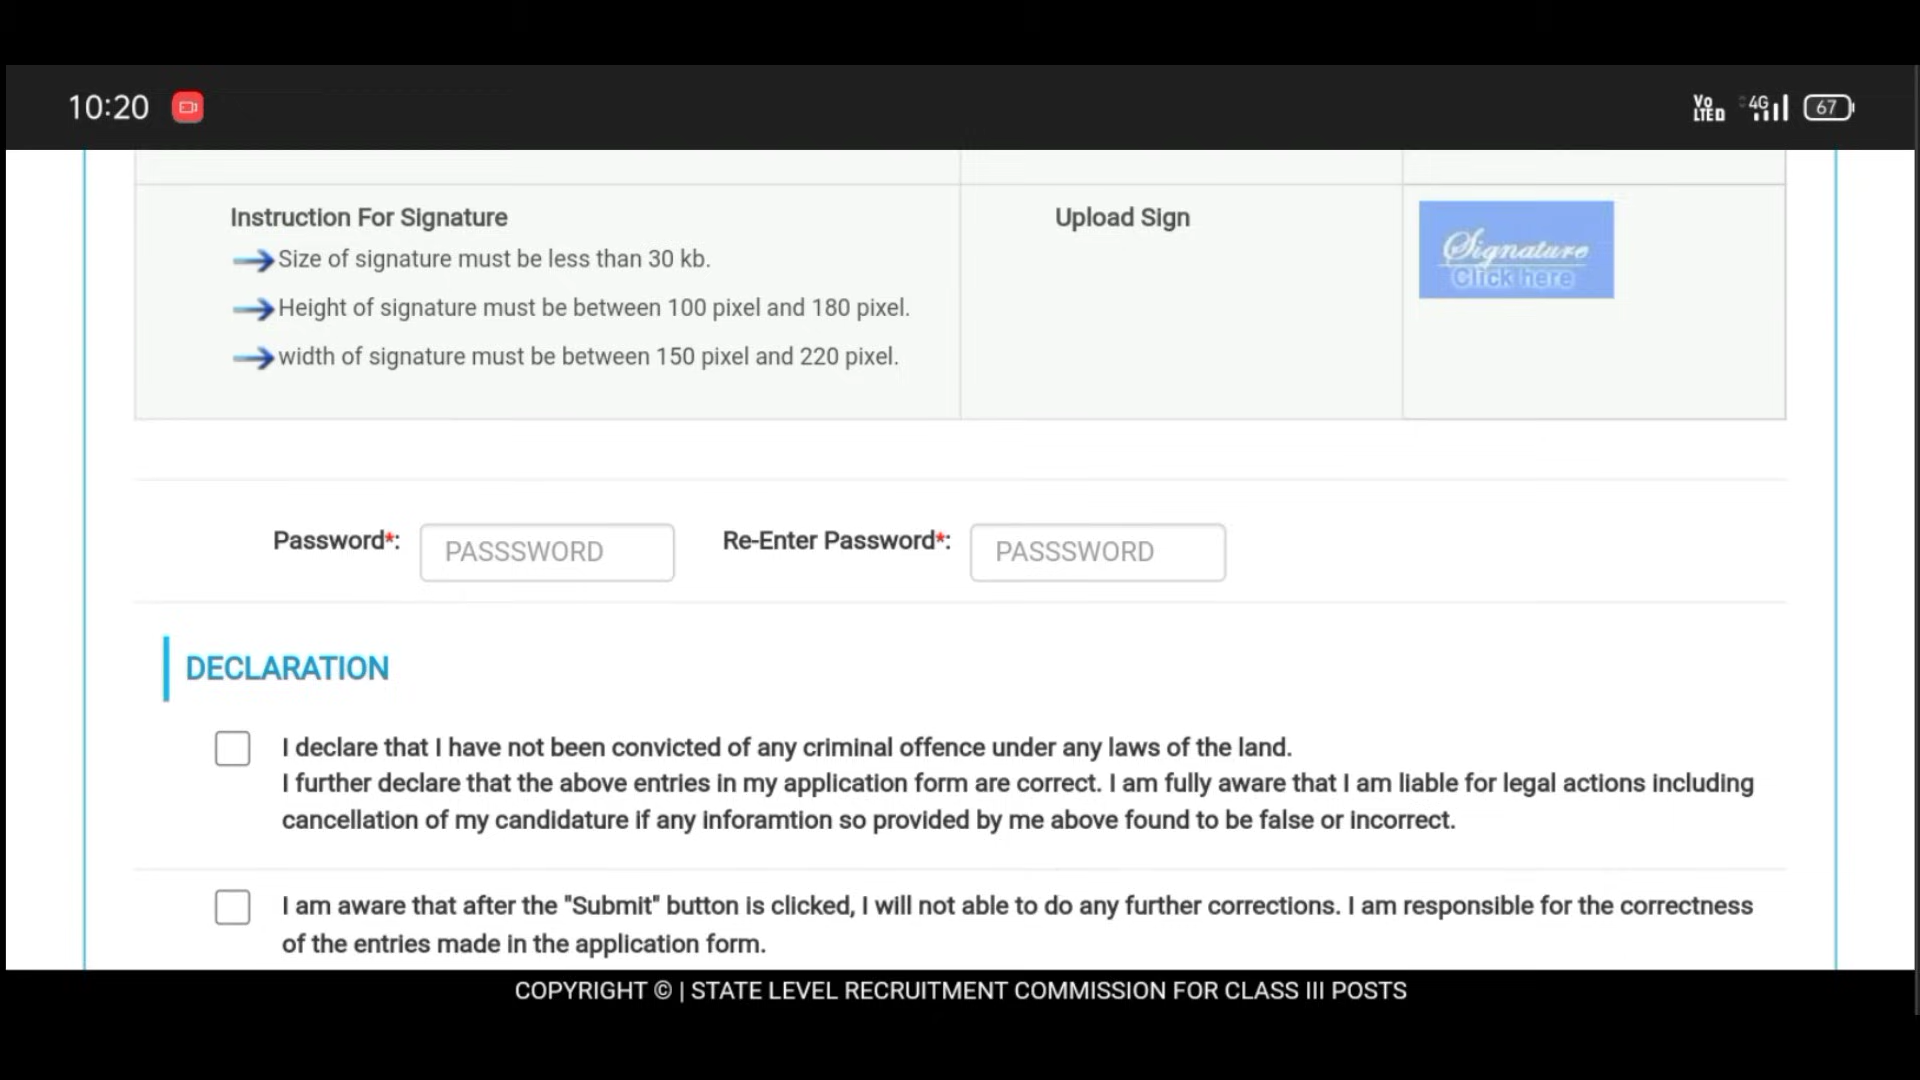 10:20
Vo
LTE
4G
67
Instruction For Signature
Upload Sign
Signature
Click here
Size of signature must be less than 30 kb.
Height of signature must be between 100 pixel and 180 pixel.
width of signature must be between 150 pixel and 220 pixel.
Password*:
PASSSWORD
Re-Enter Password*:
PASSSWORD
DECLARATION
I declare that I have not been convicted of any criminal offence under any laws of the land.
I further declare that the above entries in my application form are correct. I am fully aware that I am liable for legal actions including
cancellation of my candidature if any inforamtion so provided by me above found to be false or incorrect.
I am aware that after the "Submit" button is clicked, I will not able to do any further corrections. I am responsible for the correctness
of the entries made in the application form.
COPYRIGHT © | STATE LEVEL RECRUITMENT COMMISSION FOR CLASS III POSTS